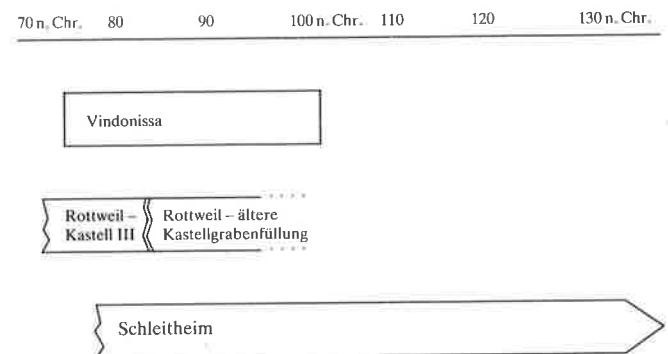 70 n. Chr. 80 90 100 n. Chr. 110 120 130 n. Chr.
Vindonissa
Rottweil –
Kastell III
Rottweil – ältere
Kastellgrabenfüllung
Schleitheim